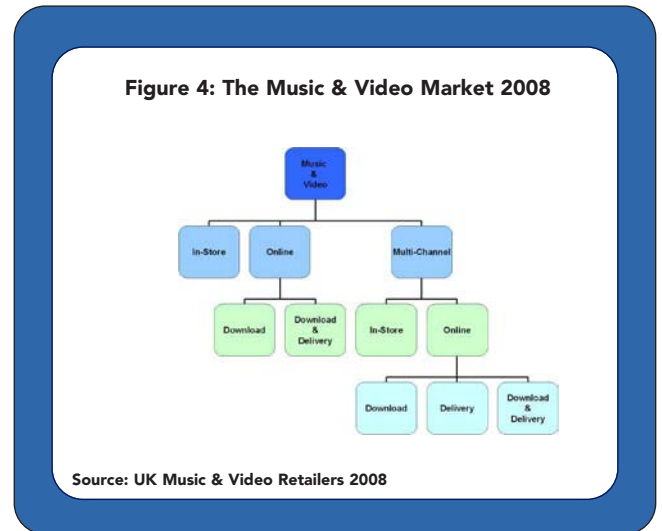 Figure 4: The Music & Video Market 2008
Music
&
Video
In-Store
Online
Multi-Channel
Download
Download
&
Delivery
In-Store
Online
Download
Delivery
Download
&
Delivery
Source: UK Music & Video Retailers 2008